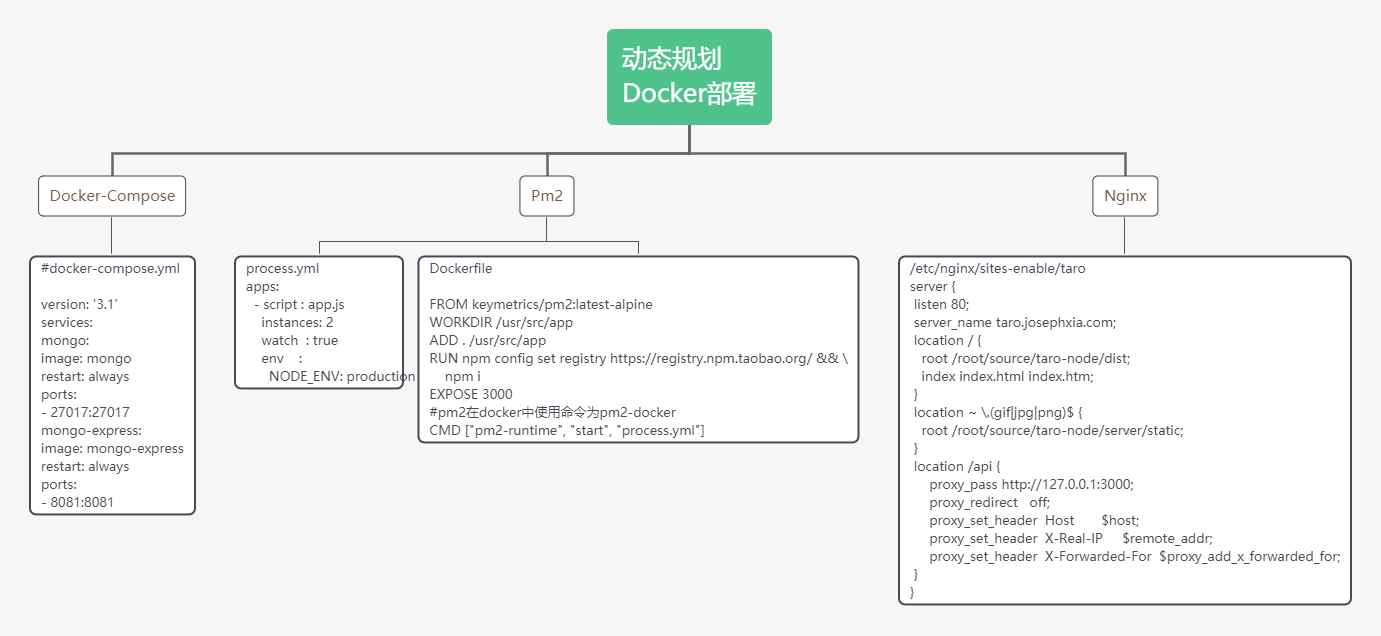 动态规划
Docker部署
Docker-Compose
#docker-compose.yml
version: '3.1'
services:
mongo:
image: mongo
restart: always
ports:
- 27017:27017
mongo-express:
image: mongo-express
restart: always
ports:
- 8081:8081
Pm2
process.yml
apps:
  - script : app.js
    instances: 2
    watch  : true
    env    :
      NODE_ENV: production
Dockerfile
FROM keymetrics/pm2:latest-alpine
WORKDIR /usr/src/app
ADD . /usr/src/app
RUN npm config set registry https://registry.npm.taobao.org/ && \
    npm i
EXPOSE 3000
#pm2在docker中使用命令为pm2-docker
CMD ["pm2-runtime", "start", "process.yml"]
Nginx
/etc/nginx/sites-enable/taro
server {
 listen 80;
 server_name taro.josephxia.com;
 location / {
   root /root/source/taro-node/dist;
   index index.html index.htm;
 }
 location ~ \.(gif|jpg|png)$ {
   root /root/source/taro-node/server/static;
 }
 location /api {
     proxy_pass http://127.0.0.1:3000;
     proxy_redirect   off;
     proxy_set_header  Host       $host;
     proxy_set_header  X-Real-IP     $remote_addr;
     proxy_set_header  X-Forwarded-For  $proxy_add_x_forwarded_for;
 }
}